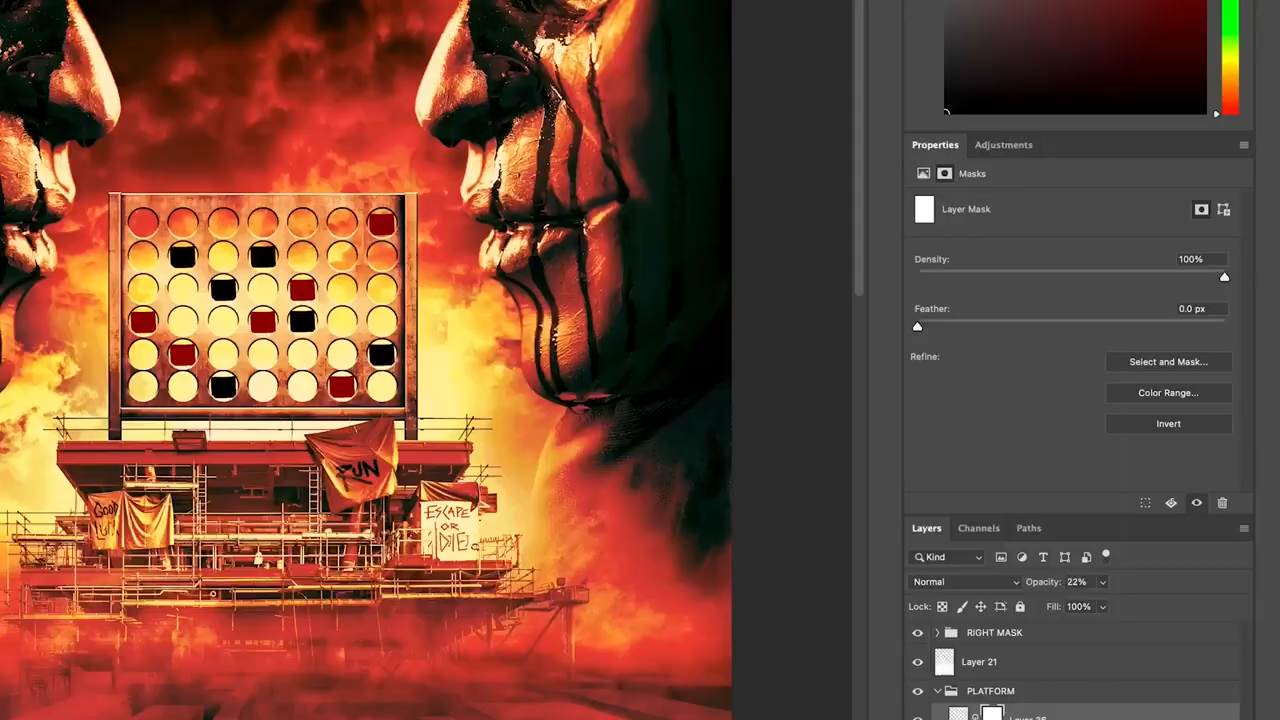 Properties
Adjustments
Masks
Layer Mask
Density:
100%
Feather:
0.0 px
Refine:
Select and Mask...
Color Range...
Invert
RUN
GOOD
ESCAPE
OR
DIE!
Layers
Channels
Paths
Kind
Normal
Opacity: 22%
Lock:
Fill: 100%
RIGHT MASK
Layer 21
PLATFORM